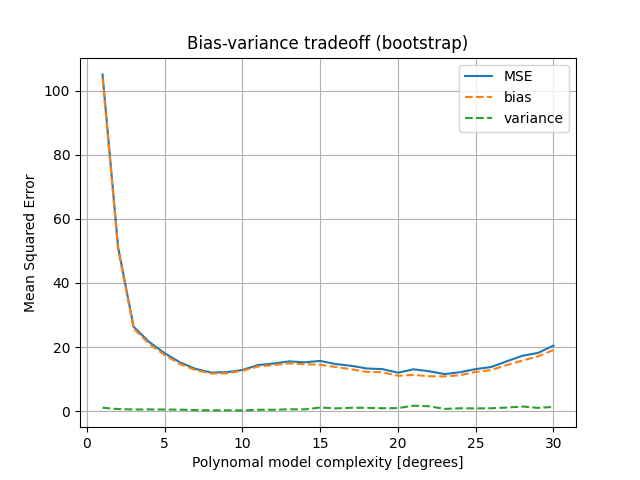 Bias-variance tradeoff (bootstrap)
MSE
bias
variance
Mean Squared Error
100
80
60
40
20
0
0 5 10 15 20 25 30
Polynomal model complexity [degrees]